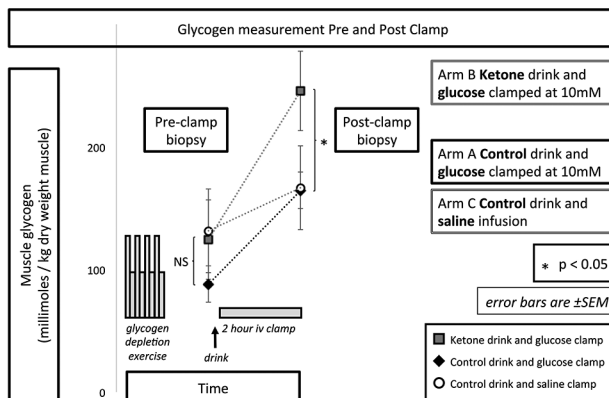 Glycogen measurement Pre and Post Clamp
Muscle glycogen
(millimoles / kg dry weight muscle)
200
100
0
Pre-clamp
biopsy
Post-clamp
biopsy
*
NS
glycogen
depletion
exercise
drink
2 hour iv clamp
Time
Arm B Ketone drink and
glucose clamped at 10mM
Arm A Control drink and
glucose clamped at 10mM
Arm C Control drink and
saline infusion
* p < 0.05
error bars are ±SEM
Ketone drink and glucose clamp
Control drink and glucose clamp
Control drink and saline clamp